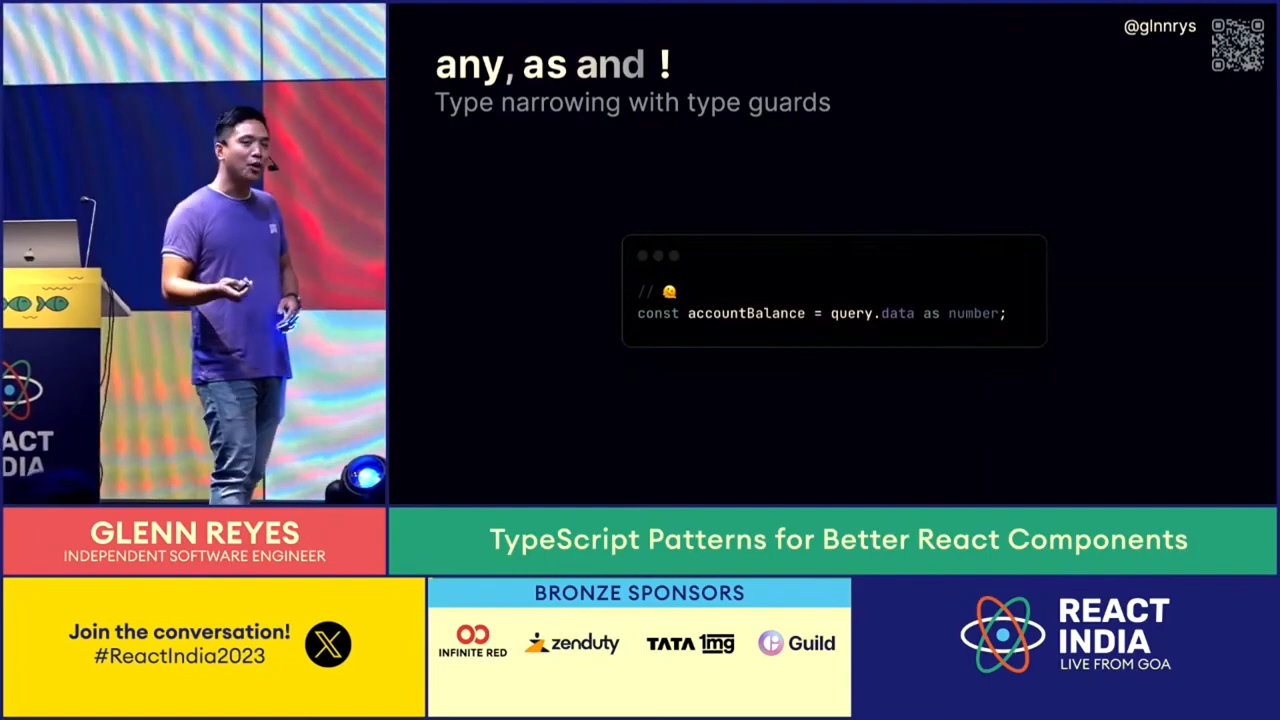 @glnnrys
any, as and !
Type narrowing with type guards
// 🫠
const accountBalance = query.data as number;
ACT
DIA
GLENN REYES
INDEPENDENT SOFTWARE ENGINEER
TypeScript Patterns for Better React Components
Join the conversation!
#ReactIndia2023
BRONZE SPONSORS
INFINITE RED
zenduty
TATA 1mg
Guild
REACT
INDIA
LIVE FROM GOA